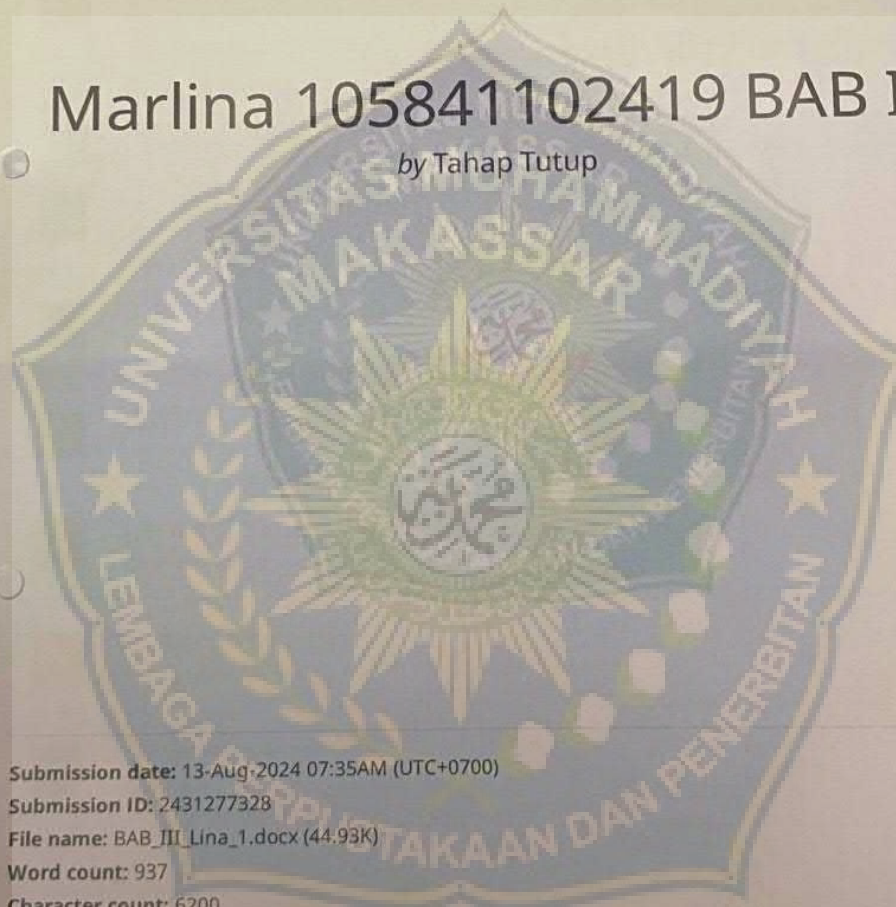 Marlina 105841102419 BAB I
by Tahap Tutup
UNIVERSITAS MUHAMMADIYAH
MAKASSAR
LEMBAGA PERPUSTAKAAN DAN PENERBITAN
Submission date: 13-Aug-2024 07:35AM (UTC+0700)
Submission ID: 2431277328
File name: BAB_III_Lina_1.docx (44.93K)
Word count: 937
Character count: 6200